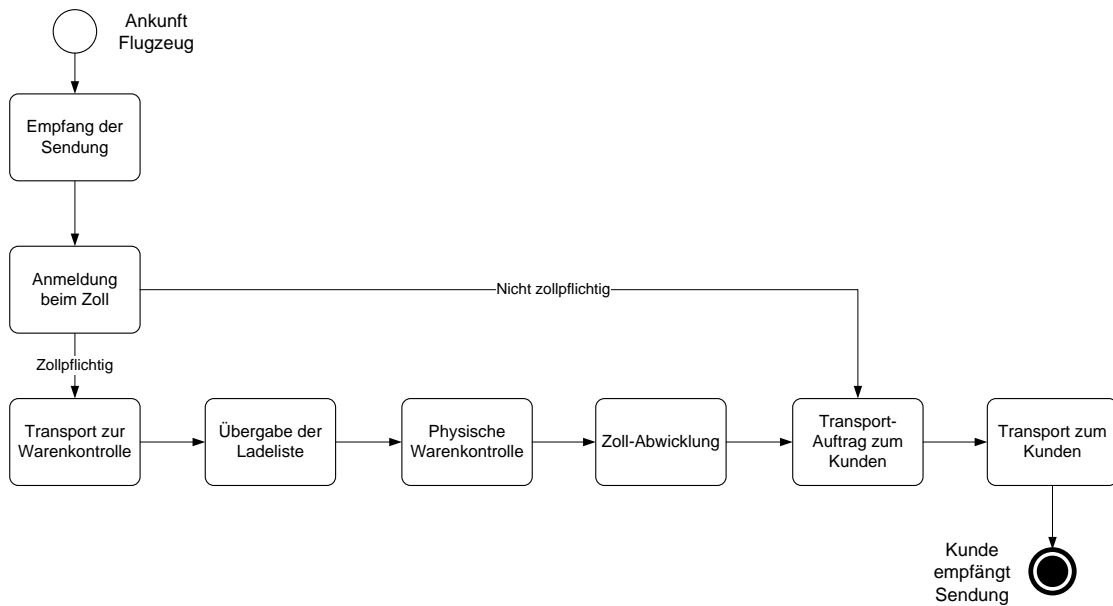 Ankunft
Flugzeug
Empfang der
Sendung
Anmeldung
beim Zoll
Nicht zollpflichtig
Zollpflichtig
Transport zur
Warenkontrolle
Übergabe der
Ladeliste
Physische
Warenkontrolle
Zoll-Abwicklung
Transport-
Auftrag zum
Kunden
Transport zum
Kunden
Kunde
empfängt
Sendung